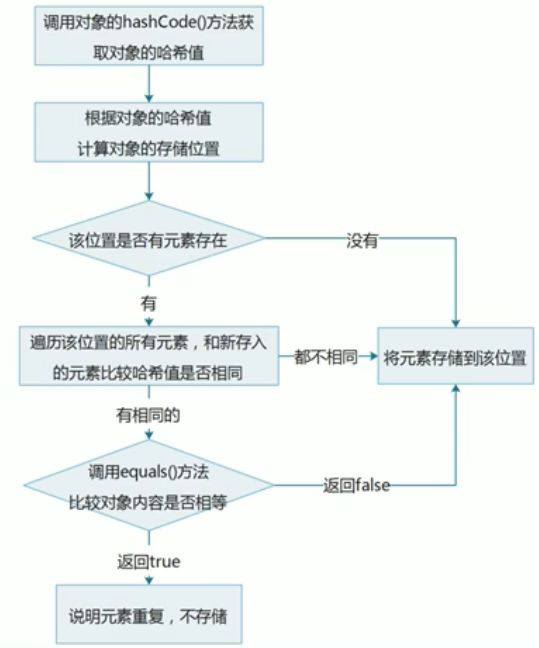 调用对象的hashCode()方法获
取对象的哈希值
根据对象的哈希值
计算对象的存储位置
该位置是否有元素存在
没有
有
遍历该位置的所有元素，和新存入
的元素比较哈希值是否相同
都不相同
将元素存储到该位置
有相同的
调用equals()方法
比较对象内容是否相等
返回false
返回true
说明元素重复，不存储